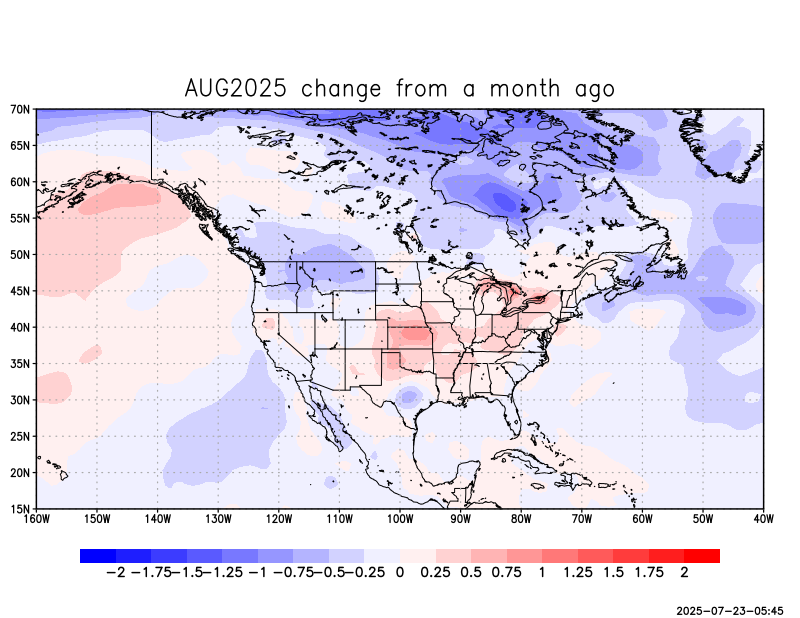 AUG2025 change from a month ago
70N
65N
60N
55N
50N
45N
40N
35N
30N
25N
20N
15N
160W 150W 140W 130W 120W 110W 100W 90W 80W 70W 60W 50W 40W
−2 −1.75 −1.5 −1.25 −1 −0.75 −0.5 −0.25 0 0.25 0.5 0.75 1 1.25 1.5 1.75 2
2025-07-23-05:45